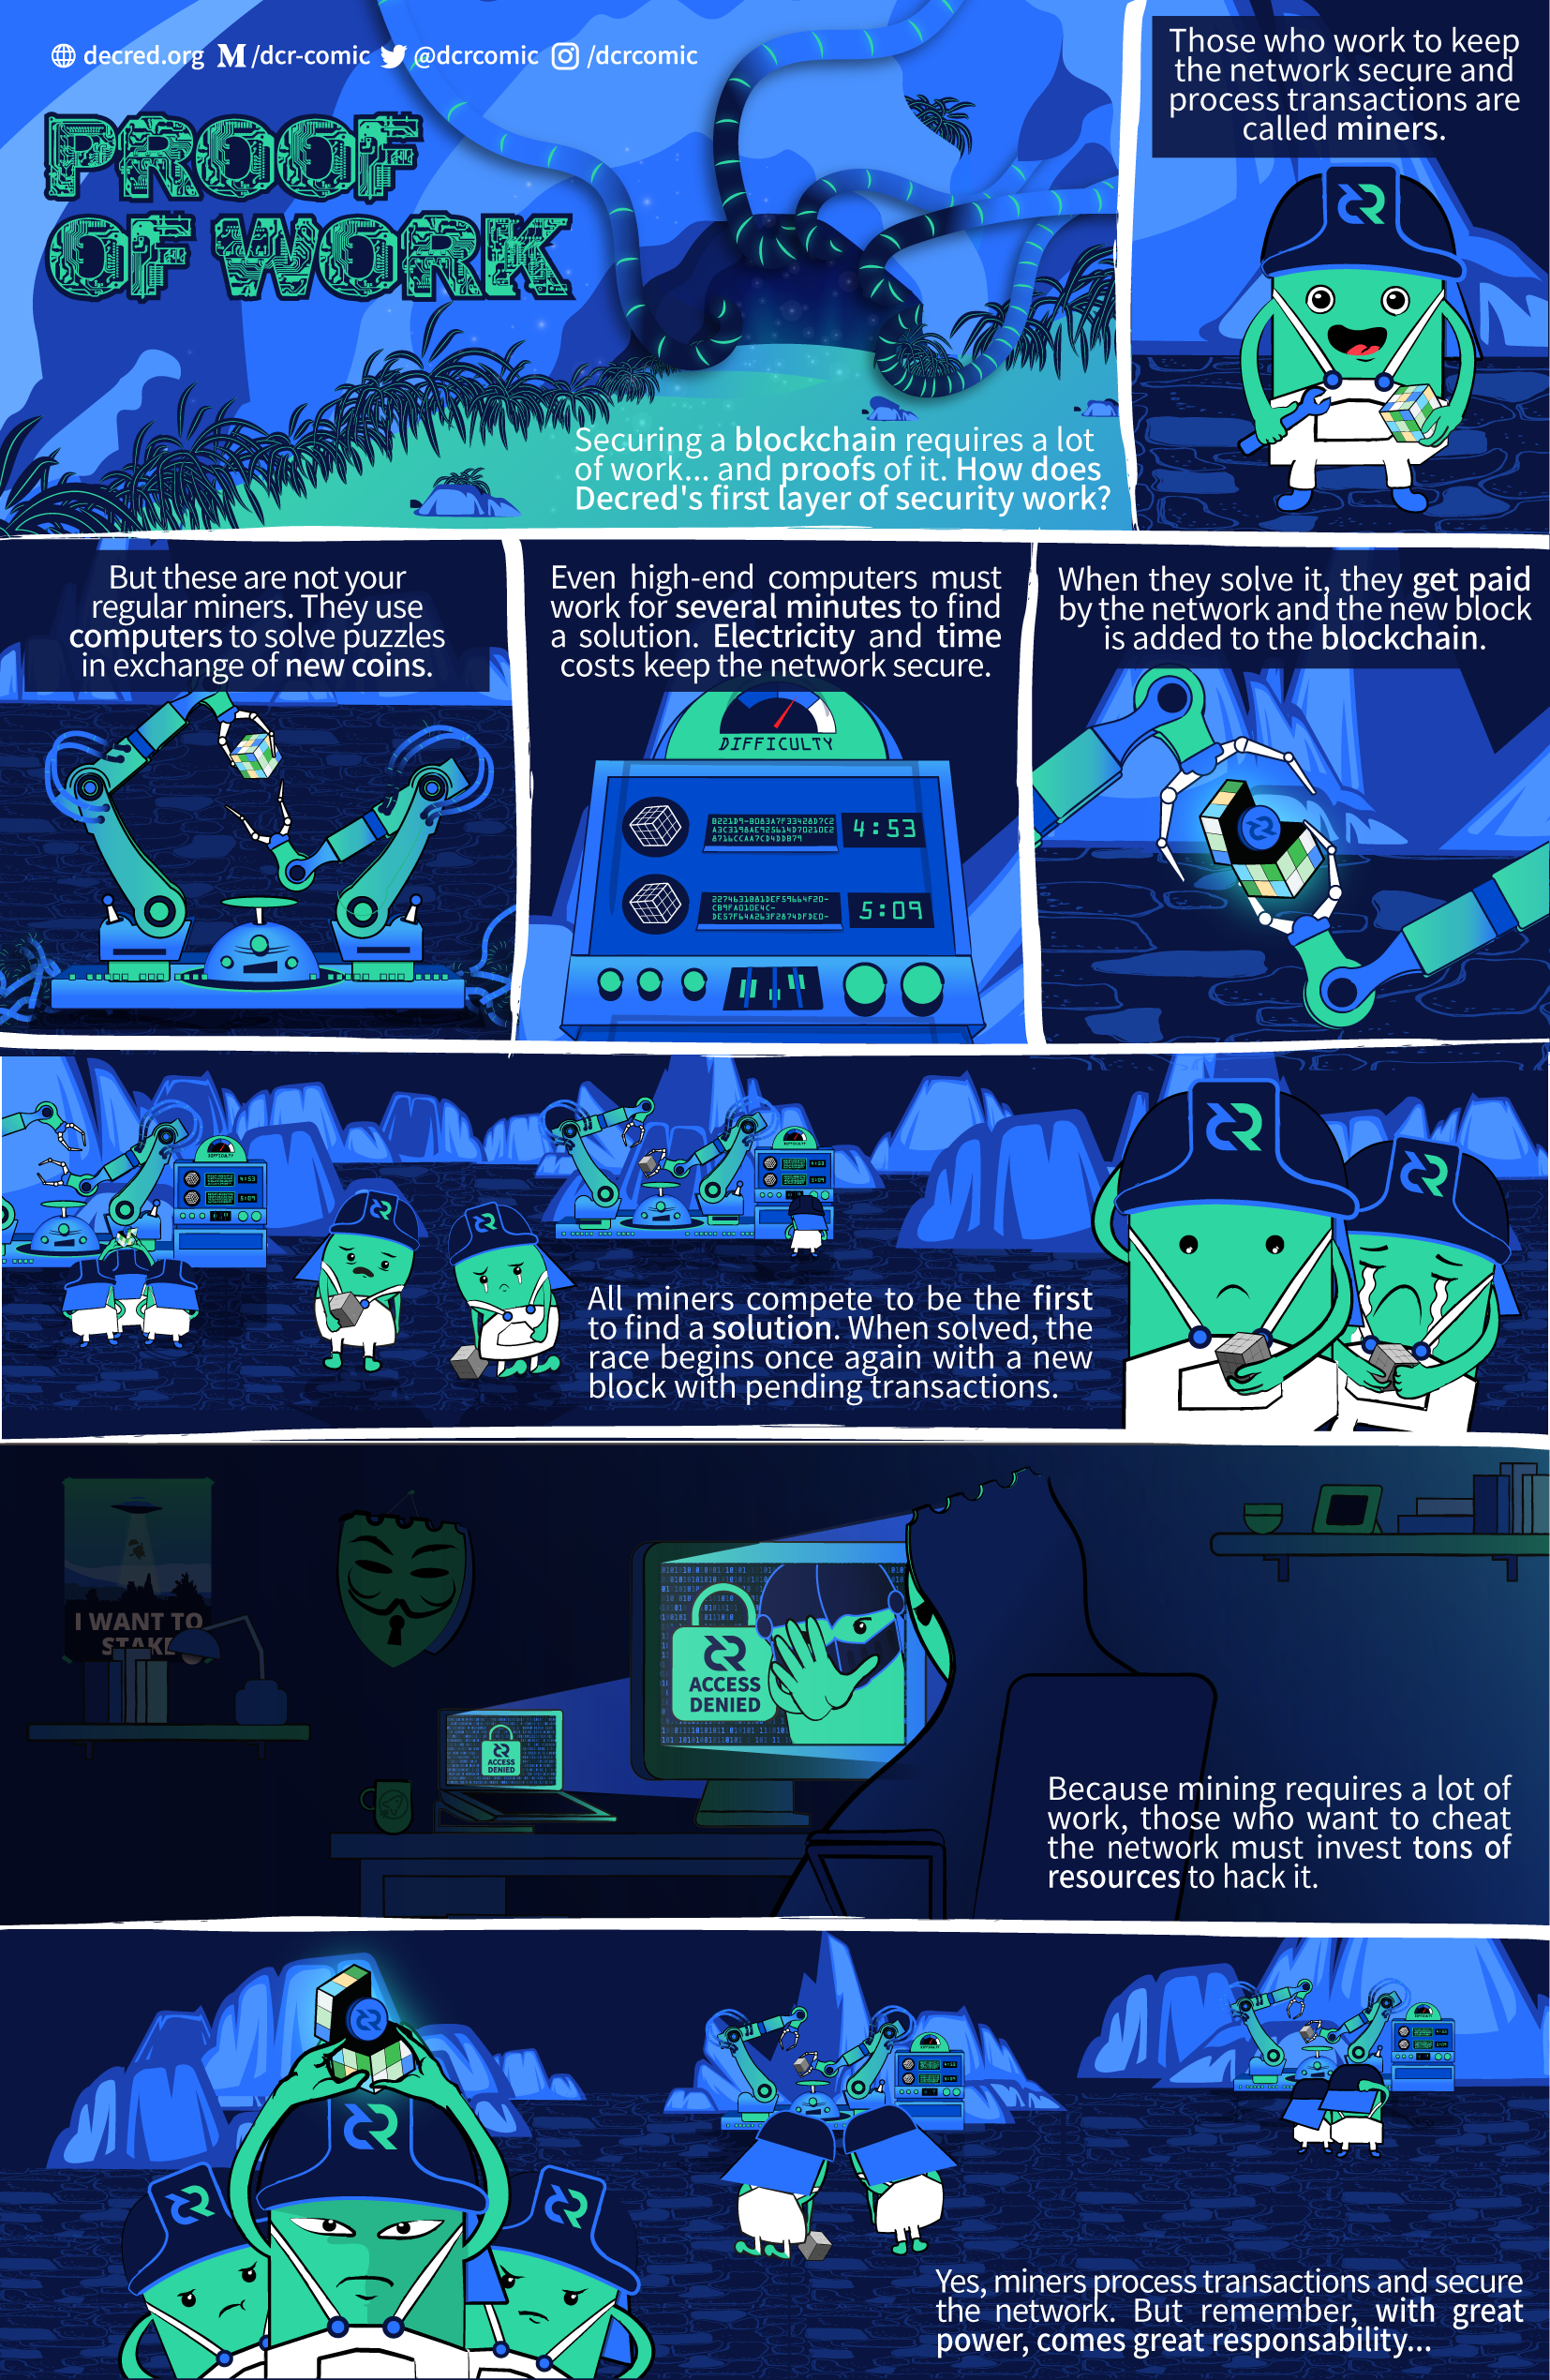 decred.org /dcr-comic @dcrcomic /dcrcomic
PROOF
OF WORK
Securing a blockchain requires a lot
of work... and proofs of it. How does
Decred's first layer of security work?
Those who work to keep
the network secure and
process transactions are
called miners.
But these are not your
regular miners. They use
computers to solve puzzles
in exchange of new coins.
Even high-end computers must
work for several minutes to find
a solution. Electricity and time
costs keep the network secure.
DIFFICULTY
4:53
5:09
When they solve it, they get paid
by the network and the new block
is added to the blockchain.
DIFFICULTY
4:53
5:09
All miners compete to be the first
to find a solution. When solved, the
race begins once again with a new
block with pending transactions.
I WANT TO
ACCESS
DENIED
ACCESS
DENIED
Because mining requires a lot of
work, those who want to cheat
the network must invest tons of
resources to hack it.
Yes, miners process transactions and secure
the network. But remember, with great
power, comes great responsability...